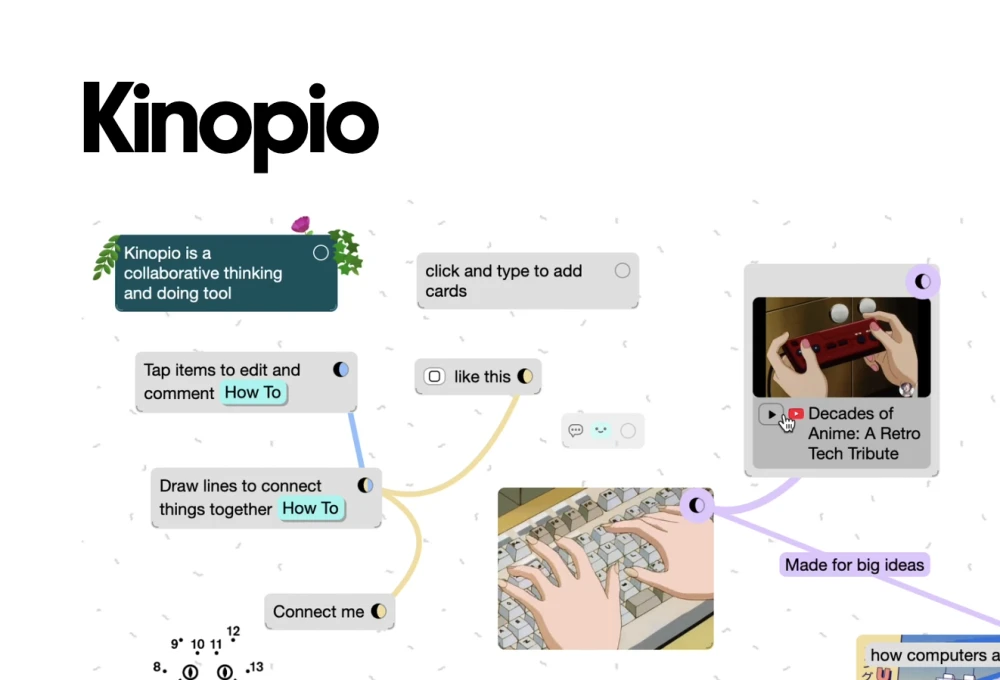 Kinopio
Kinopio is a
collaborative thinking
and doing tool
click and type to add
cards
Tap items to edit and
comment How To
like this
Decades of
Anime: A Retro
Tech Tribute
Draw lines to connect
things together How To
Made for big ideas
Connect me
12
9 10 11
8 13
how computers a